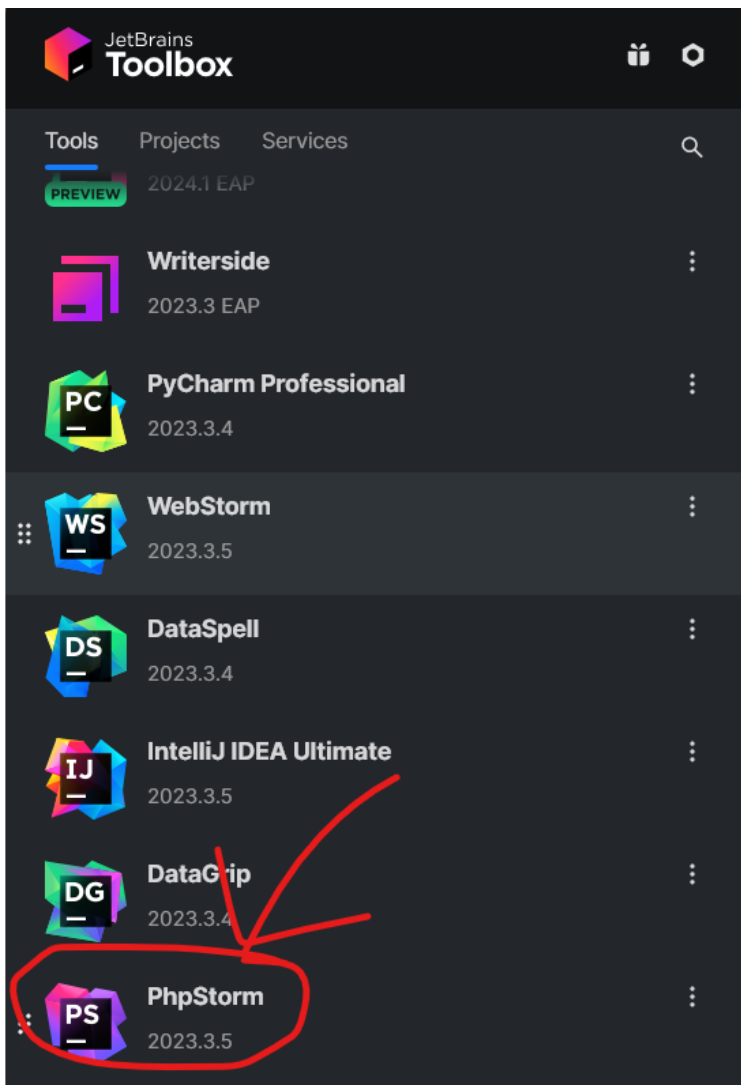 JetBrains
Toolbox
Tools Projects Services
PREVIEW
2024.1 EAP
Writerside
2023.3 EAP
PC
PyCharm Professional
2023.3.4
WS
WebStorm
2023.3.5
DS
DataSpell
2023.3.4
IJ
IntelliJ IDEA Ultimate
2023.3.5
DG
DataGrip
2023.3.4
PS
PhpStorm
2023.3.5